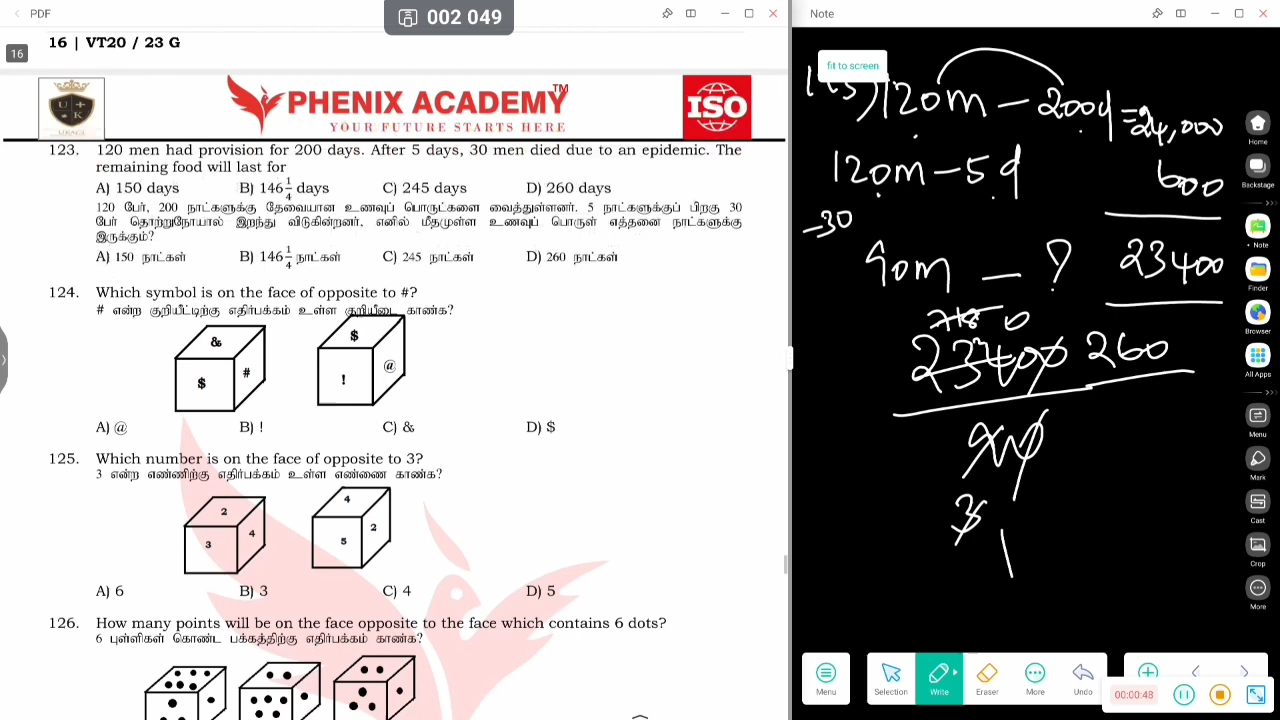 PDF
002 049
Note
16 | VT20 / 23 G
16
PHENIX ACADEMY TM
YOUR FUTURE STARTS HERE
ISO
123. 120 men had provision for 200 days. After 5 days, 30 men died due to an epidemic. The
remaining food will last for
A) 150 days B) 146 1/4 days C) 245 days D) 260 days
120 பேர், 200 நாட்களுக்கு தேவையான உணவுப் பொருட்களை வைத்துள்ளனர். 5 நாட்களுக்குப் பிறகு 30
பேர் தொற்றுநோயால் இறந்து விடுகின்றனர். எனில் மீதமுள்ள உணவுப் பொருள் எத்தனை நாட்களுக்கு
இருக்கும்?
A) 150 நாட்கள் B) 146 1/4 நாட்கள் C) 245 நாட்கள் D) 260 நாட்கள்
124. Which symbol is on the face of opposite to #?
# என்ற குறியீட்டிற்கு எதிர்பக்கம் உள்ள குறியீடை காண்க?
& $
$ # ! @
A) @ B) ! C) & D) $
125. Which number is on the face of opposite to 3?
3 என்ற எண்ணிற்கு எதிர்பக்கம் உள்ள எண்ணை காண்க?
2 4
3 4 5 2
A) 6 B) 3 C) 4 D) 5
126. How many points will be on the face opposite to the face which contains 6 dots?
6 புள்ளிகள் கொண்ட பக்கத்திற்கு எதிர்பக்கம் காண்க?
fit to screen
120m - 200d = 24,000
120m - 5d 600
-30
90m - ? 23400
23400 260
90
3
1
Home
Backstage
Note
Finder
Browser
All Apps
Menu
Mark
Cast
Crop
More
Menu
Selection
Write
Eraser
More
Undo
00:00:48